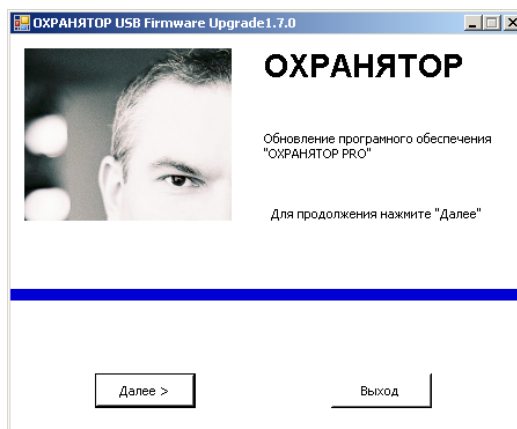 ОХРАНЯТОР USB Firmware Upgrade1.7.0
ОХРАНЯТОР
Обновление програмного обеспечения
"ОХРАНЯТОР PRO"
Для продолжения нажмите "Далее"
Далее >
Выход